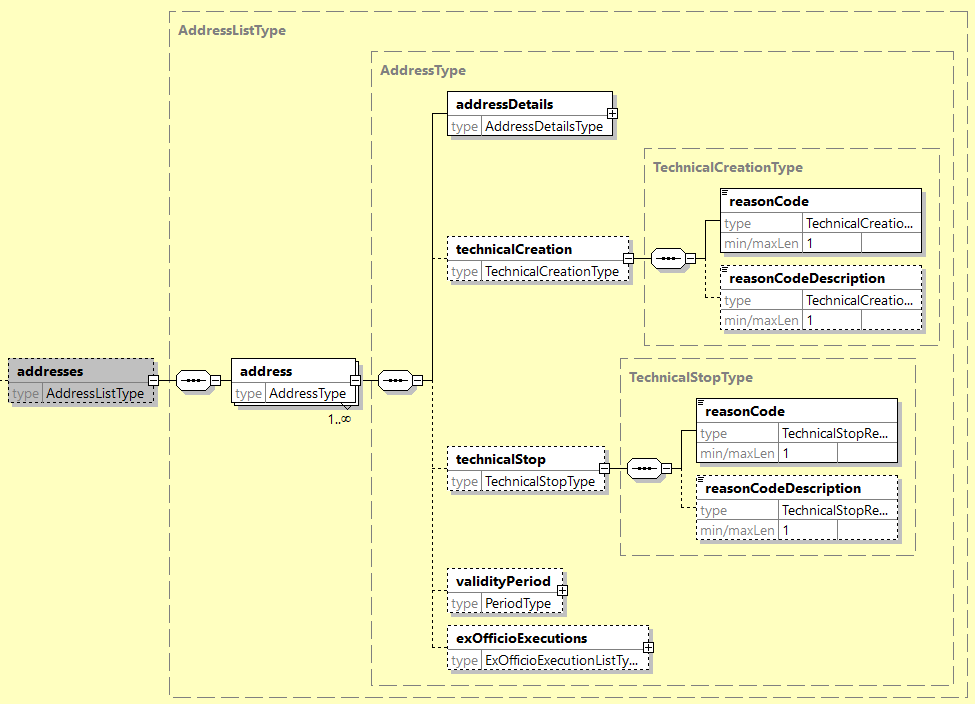 AddressListType
AddressType
addressDetails
type AddressDetailsType
TechnicalCreationType
reasonCode
type TechnicalCreatio...
min/maxLen 1
technicalCreation
type TechnicalCreationType
reasonCodeDescription
type TechnicalCreatio...
min/maxLen 1
addresses
type AddressListType
address
type AddressType
1..∞
TechnicalStopType
reasonCode
type TechnicalStopRe...
min/maxLen 1
technicalStop
type TechnicalStopType
reasonCodeDescription
type TechnicalStopRe...
min/maxLen 1
validityPeriod
type PeriodType
exOfficioExecutions
type ExOfficioExecutionListTy...